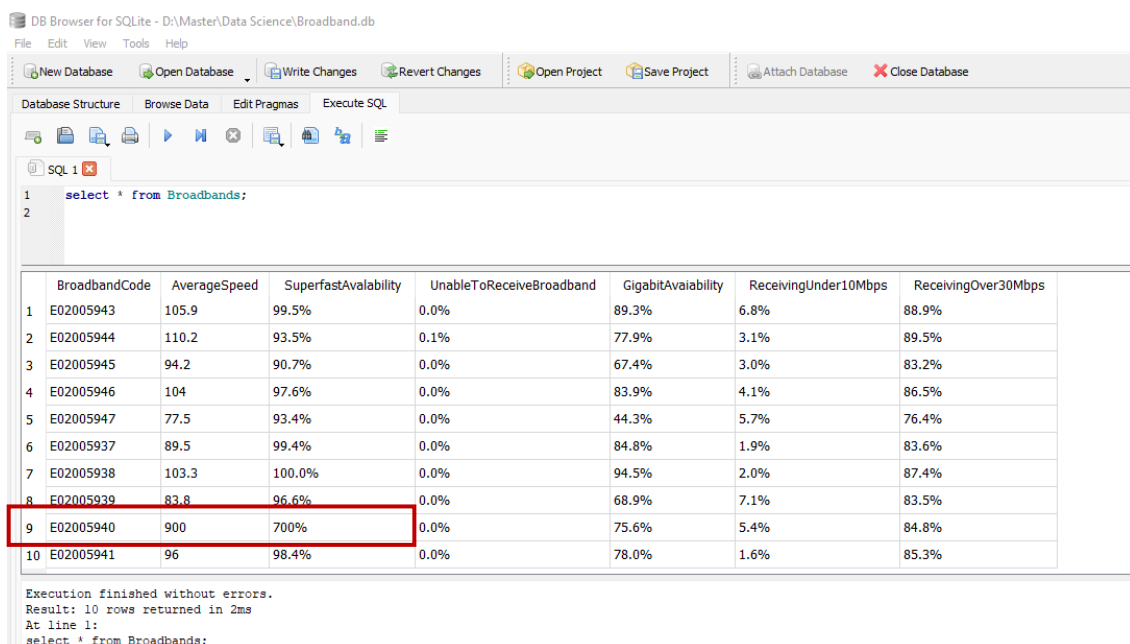 DB Browser for SQLite - D:\Master\Data Science\Broadband.db
File Edit View Tools Help
New Database Open Database Write Changes Revert Changes Open Project Save Project Attach Database Close Database
Database Structure Browse Data Edit Pragmas Execute SQL
SQL 1
1 select * from Broadbands;
2
BroadbandCode AverageSpeed SuperfastAvalability UnableToReceiveBroadband GigabitAvaiability ReceivingUnder10Mbps ReceivingOver30Mbps
1 E02005943 105.9 99.5% 0.0% 89.3% 6.8% 88.9%
2 E02005944 110.2 93.5% 0.1% 77.9% 3.1% 89.5%
3 E02005945 94.2 90.7% 0.0% 67.4% 3.0% 83.2%
4 E02005946 104 97.6% 0.0% 83.9% 4.1% 86.5%
5 E02005947 77.5 93.4% 0.0% 44.3% 5.7% 76.4%
6 E02005937 89.5 99.4% 0.0% 84.8% 1.9% 83.6%
7 E02005938 103.3 100.0% 0.0% 94.5% 2.0% 87.4%
8 E02005939 83.8 96.6% 0.0% 68.9% 7.1% 83.5%
9 E02005940 900 700% 0.0% 75.6% 5.4% 84.8%
10 E02005941 96 98.4% 0.0% 78.0% 1.6% 85.3%
Execution finished without errors.
Result: 10 rows returned in 2ms
At line 1:
select * from Broadbands;